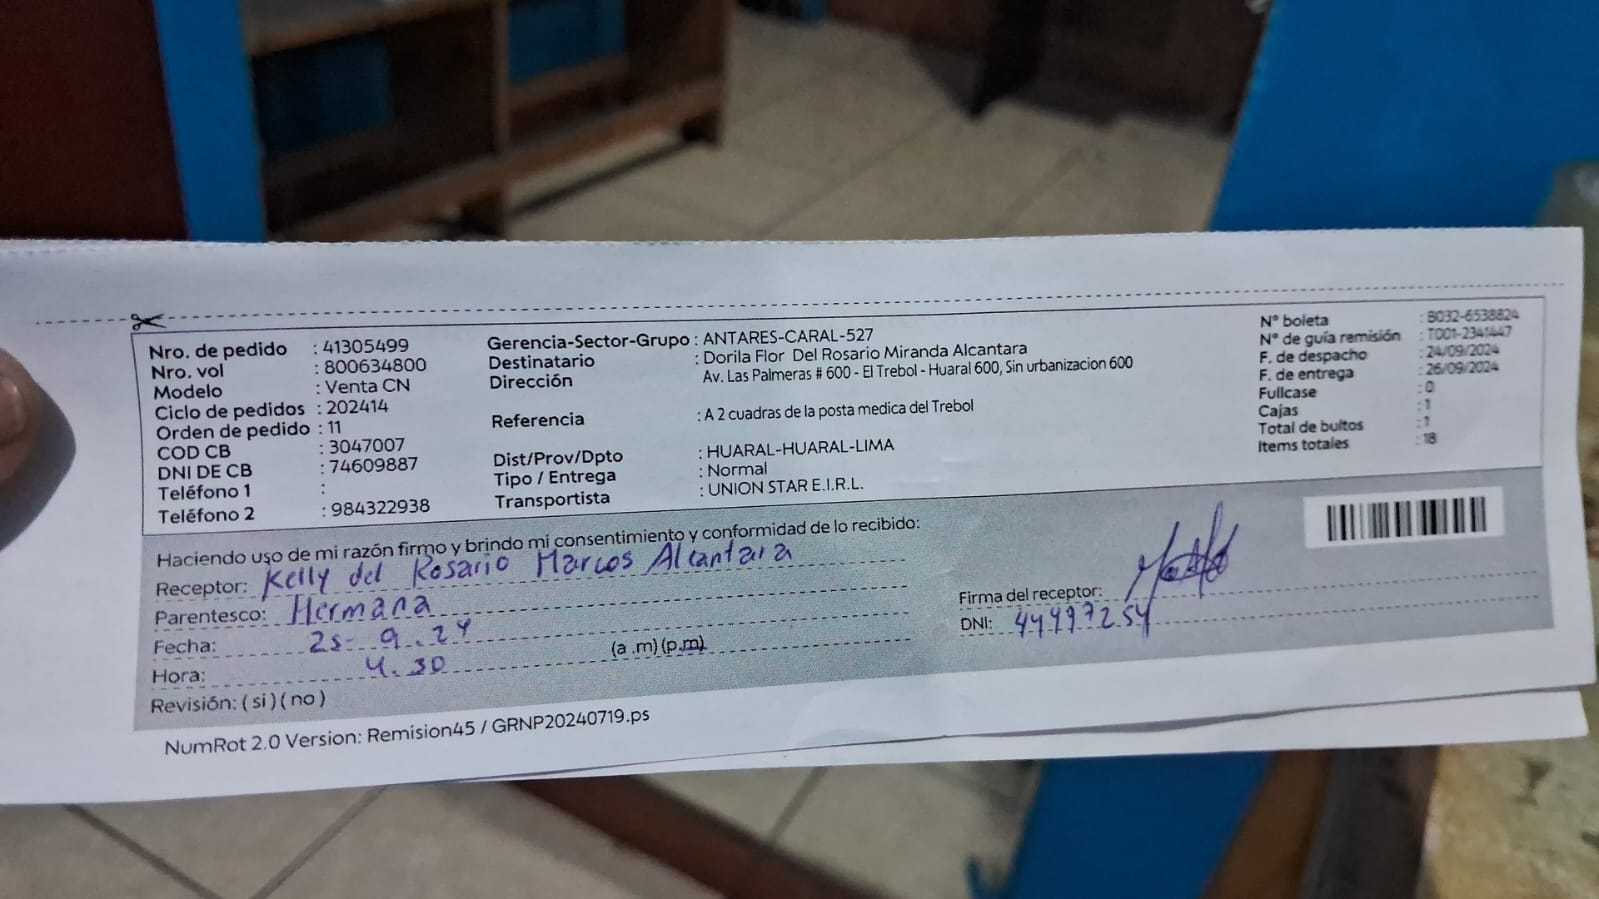 Nro. de pedido : 41305499
Nro. vol : 800634800
Modelo : Venta CN
Ciclo de pedidos : 202414
Orden de pedido : 11
COD CB : 3047007
DNI DE CB : 74609887
Teléfono 1 :
Teléfono 2 : 984322938
Gerencia-Sector-Grupo : ANTARES-CARAL-527
Destinatario : Dorila Flor Del Rosario Miranda Alcantara
Dirección Av. Las Palmeras # 600 - El Trebol - Huaral 600, Sin urbanizacion 600
Referencia : A 2 cuadras de la posta medica del Trebol
Dist/Prov/Dpto : HUARAL-HUARAL-LIMA
Tipo / Entrega : Normal
Transportista : UNION STAR E.I.R.L.
N° boleta : B032-6538824
N° de guía remisión : T001-2341447
F. de despacho : 24/09/2024
F. de entrega : 26/09/2024
Fullcase : 0
Cajas : 1
Total de bultos : 1
Items totales : 18
Haciendo uso de mi razón firmo y brindo mi consentimiento y conformidad de lo recibido:
Receptor: Kelly del Rosario Marcos Alcantara
Parentesco: Hermana
Fecha: 25-9.24
Hora: 4.30 (a .m) (p.m)
Revisión: ( si ) ( no )
Firma del receptor:
DNI:
NumRot 2.0 Version: Remision45 / GRNP20240719.ps